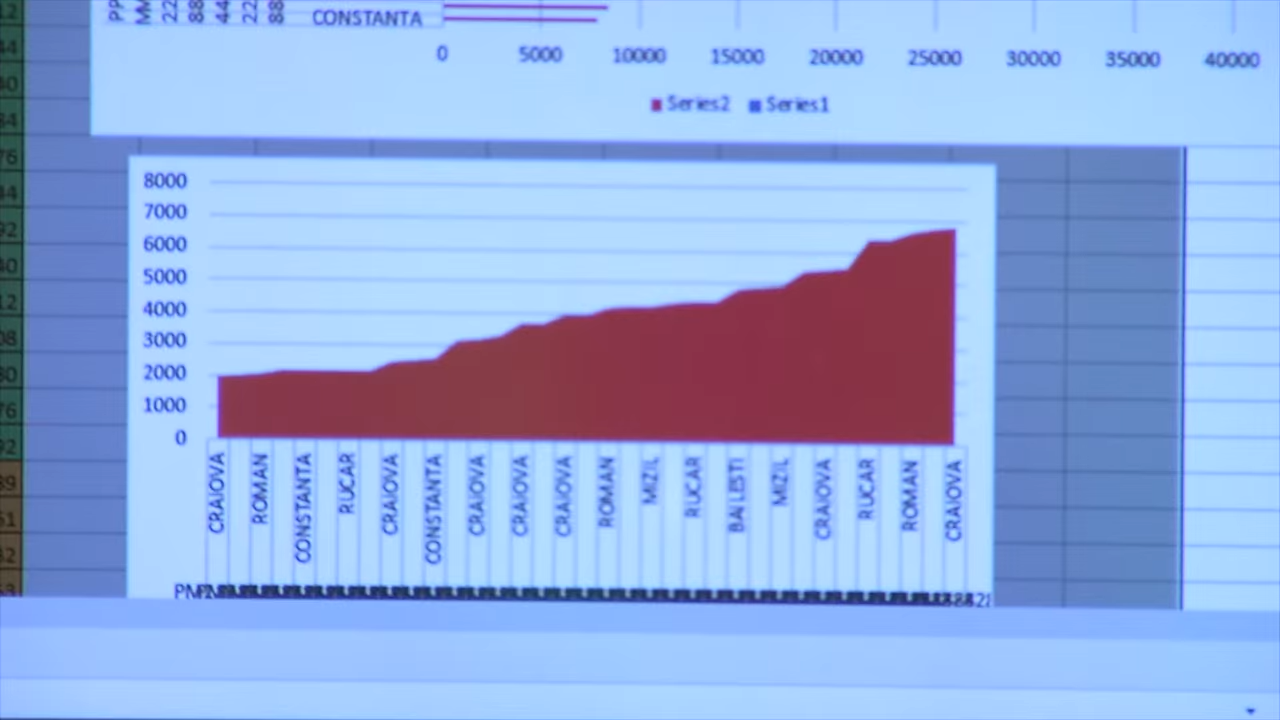 CONSTANTA
0 5000 10000 15000 20000 25000 30000 35000 40000
Series2 Series1
8000
7000
6000
5000
4000
3000
2000
1000
0
CRAIOVA ROMAN CONSTANTA RUCAR CRAIOVA CONSTANTA CRAIOVA CRAIOVA CRAIOVA ROMAN MIZIL RUCAR BALESTI MIZIL CRAIOVA RUCAR ROMAN CRAIOVA